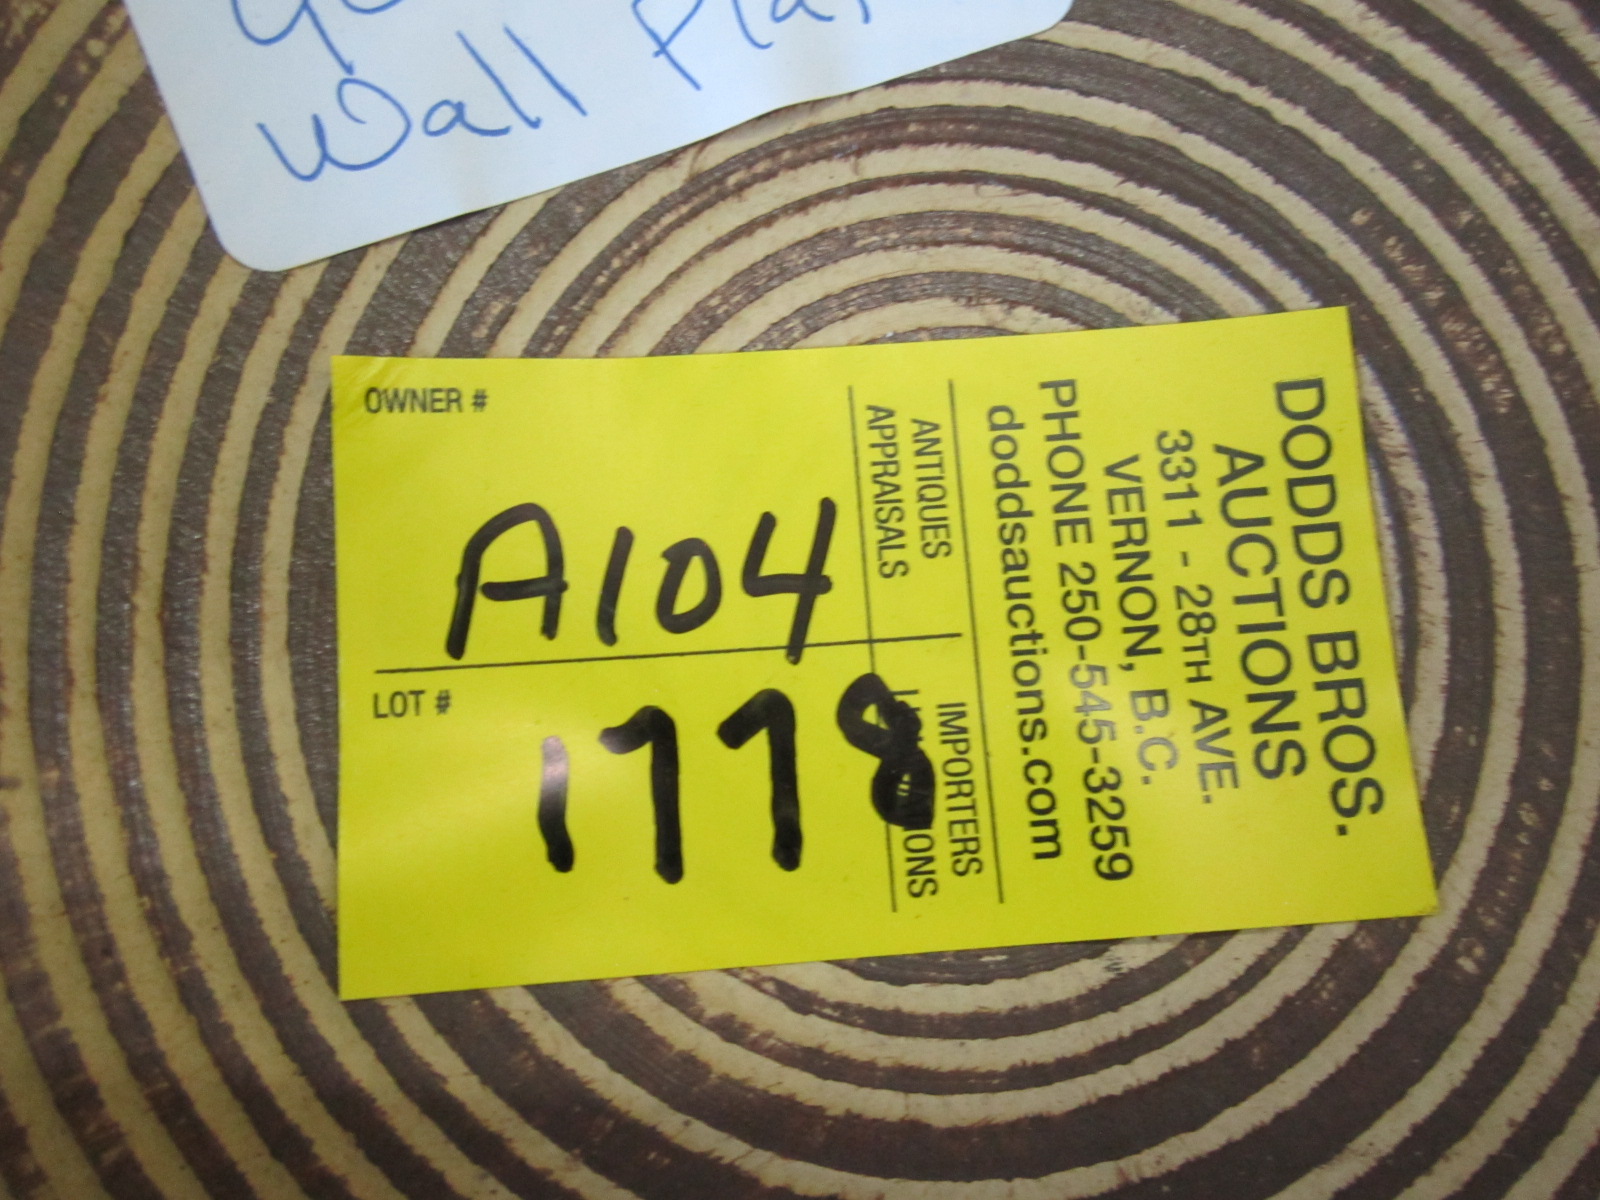 Wall
DODDS BROS.
AUCTIONS
3311 - 28TH AVE.
VERNON, B.C.
PHONE 250-545-3259
doddsauctions.com
ANTIQUES IMPORTERS
APPRAISALS
OWNER #
A104
LOT #
1778